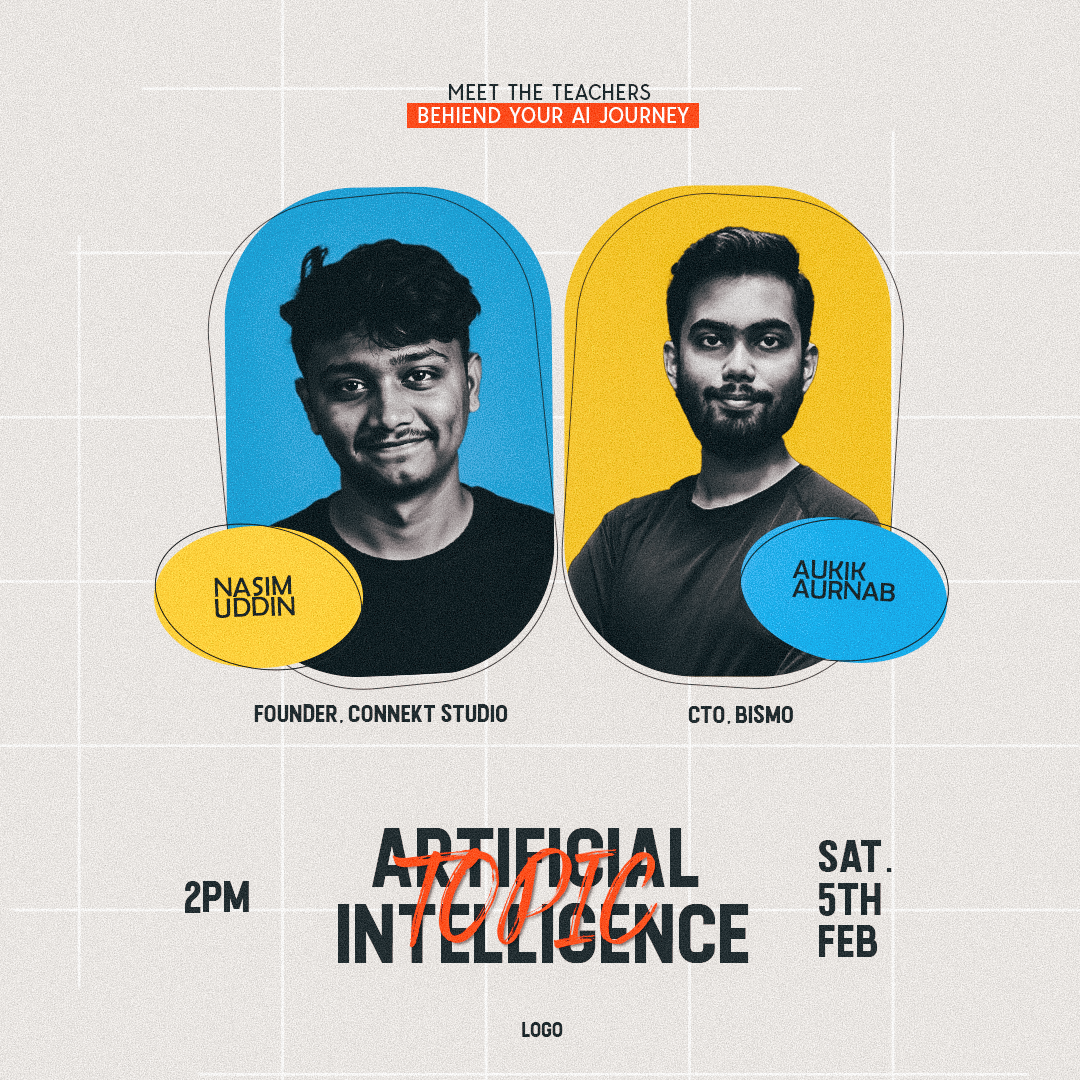 MEET THE TEACHERS
BEHIEND YOUR AI JOURNEY
NASIM
UDDIN
AUKIK
AURNAB
FOUNDER, CONNEKT STUDIO
CTO, BISMO
2PM
ARTIFICIAL
TOPIC
INTELLIGENCE
SAT.
5TH
FEB
LOGO